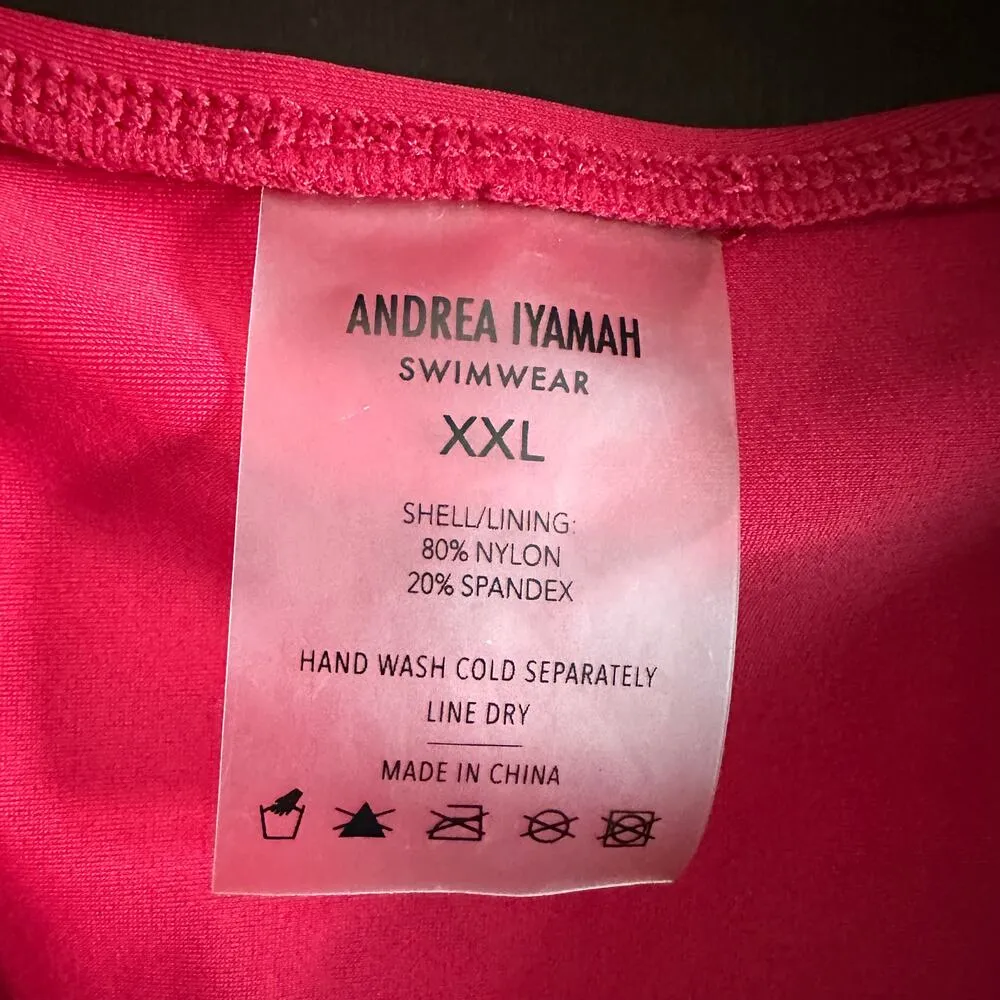 ANDREA IYAMAH
SWIMWEAR
XXL
SHELL/LINING:
80% NYLON
20% SPANDEX
HAND WASH COLD SEPARATELY
LINE DRY
MADE IN CHINA